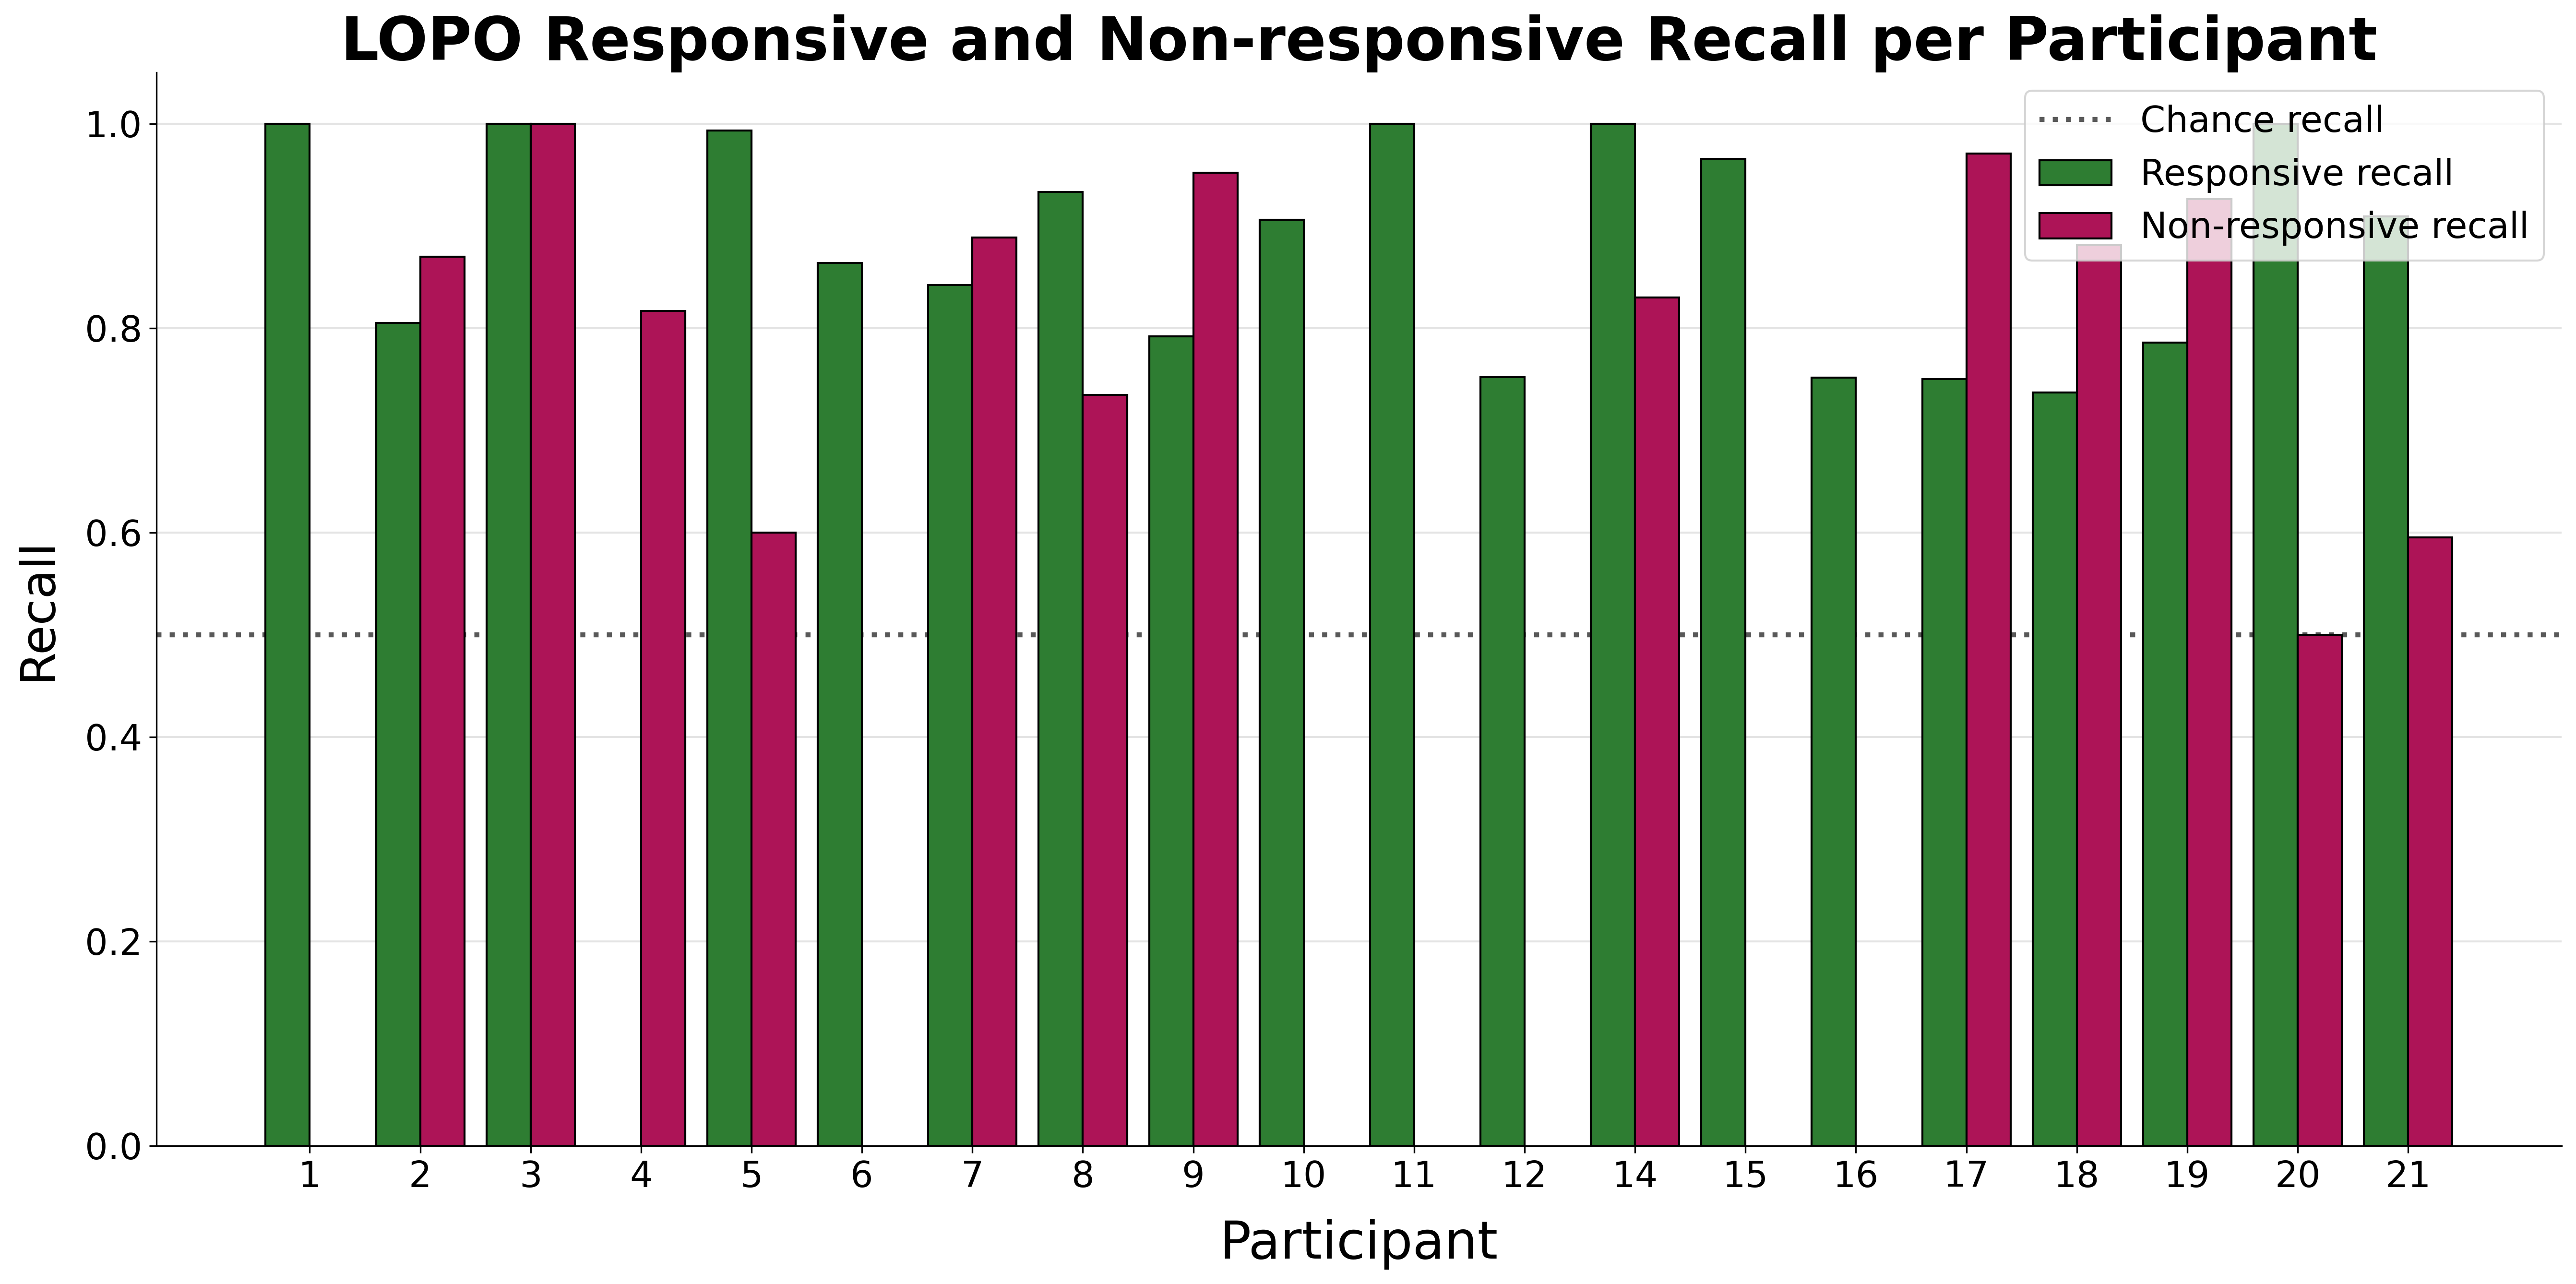 LOPO Responsive and Non-responsive Recall per Participant
Chance recall
Responsive recall
Non-responsive recall
Recall
1.0
0.8
0.6
0.4
0.2
0.0
1 2 3 4 5 6 7 8 9 10 11 12 14 15 16 17 18 19 20 21
Participant